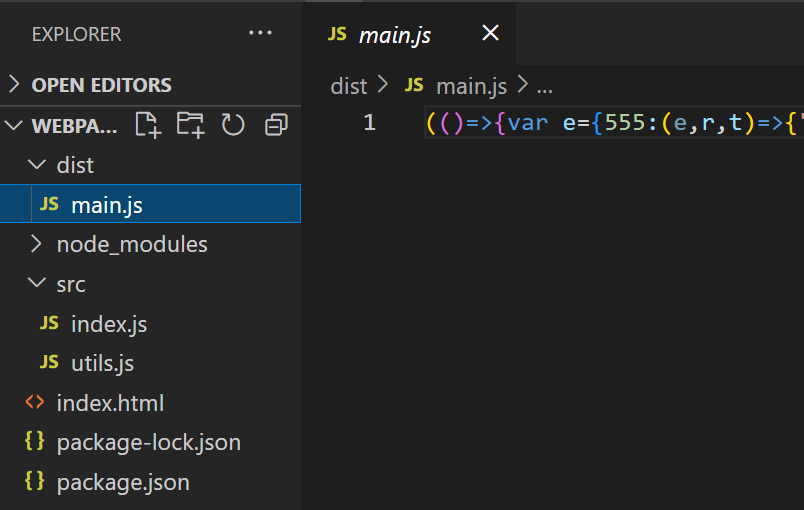 EXPLORER ...
OPEN EDITORS
WEBPA...
dist
JS main.js
node_modules
src
JS index.js
JS utils.js
<> index.html
{} package-lock.json
{} package.json
JS main.js ×
dist > JS main.js > ...
1 (()=>{var e={555:(e,r,t)=>{"